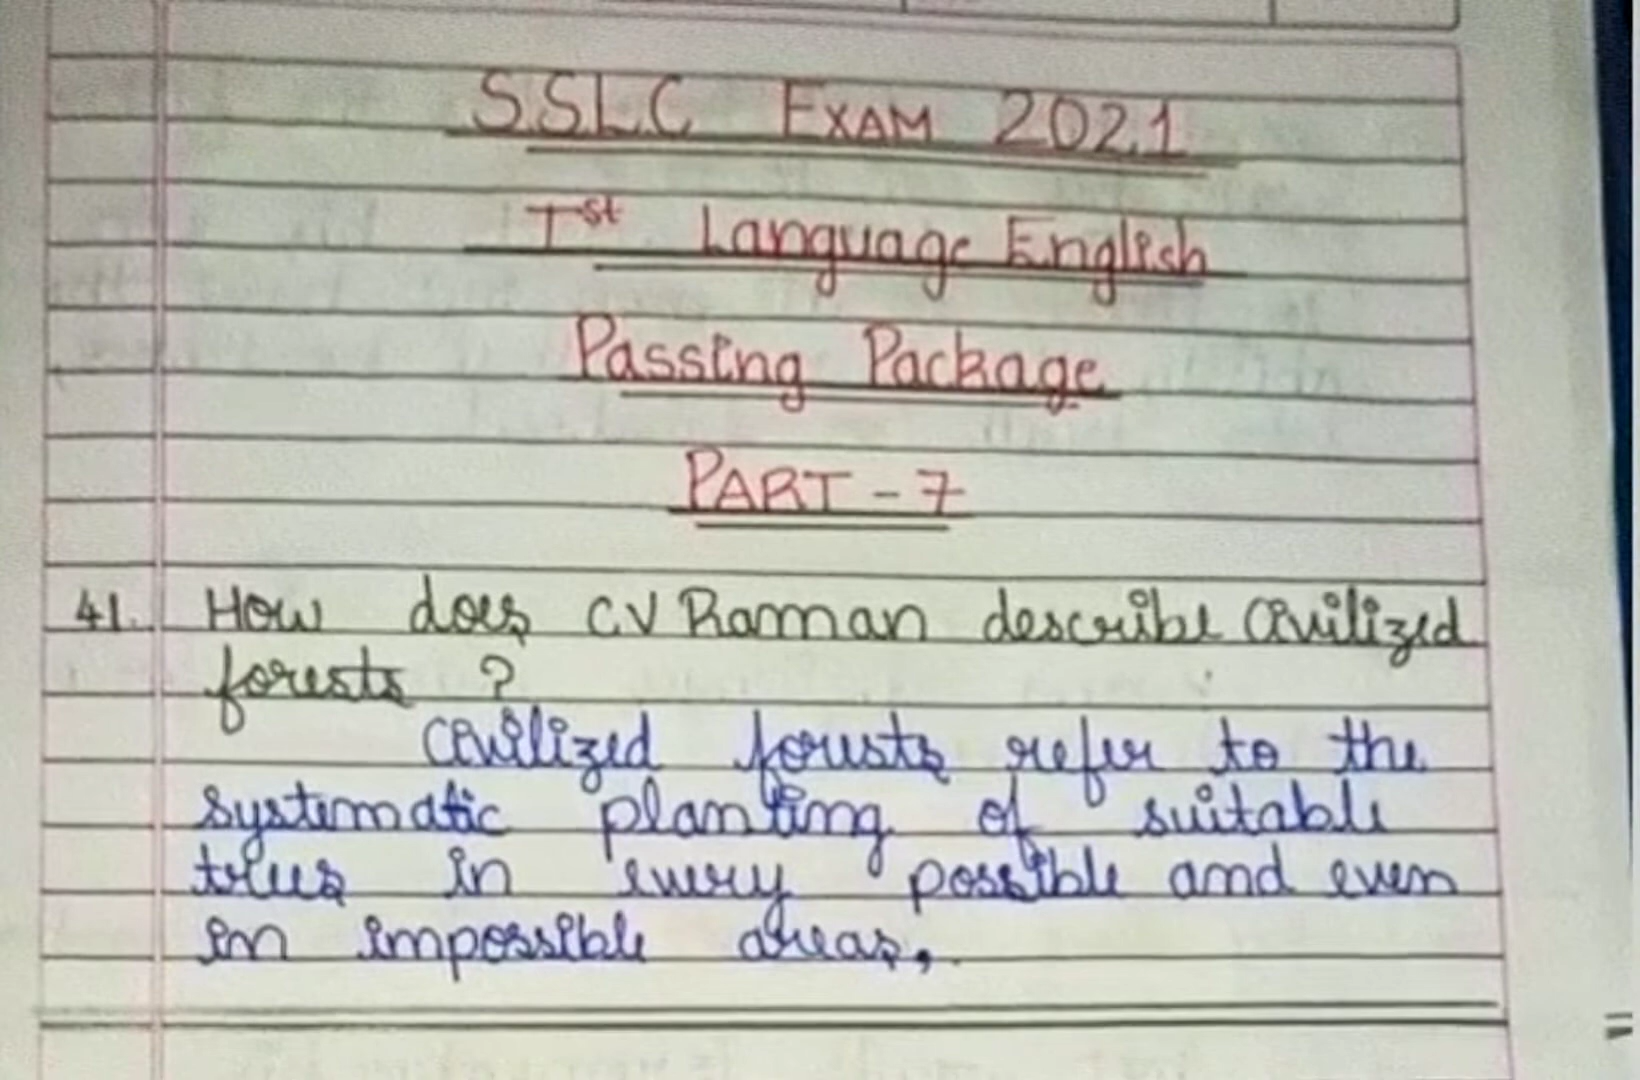 S.S.L.C EXAM 2021
Ist Language English
Passing Package
PART-7
41. How does C.V Raman describe Civilized
forests ?
Civilized forests refer to the
systematic planting of suitable
trees in every possible and even
in impossible areas,.